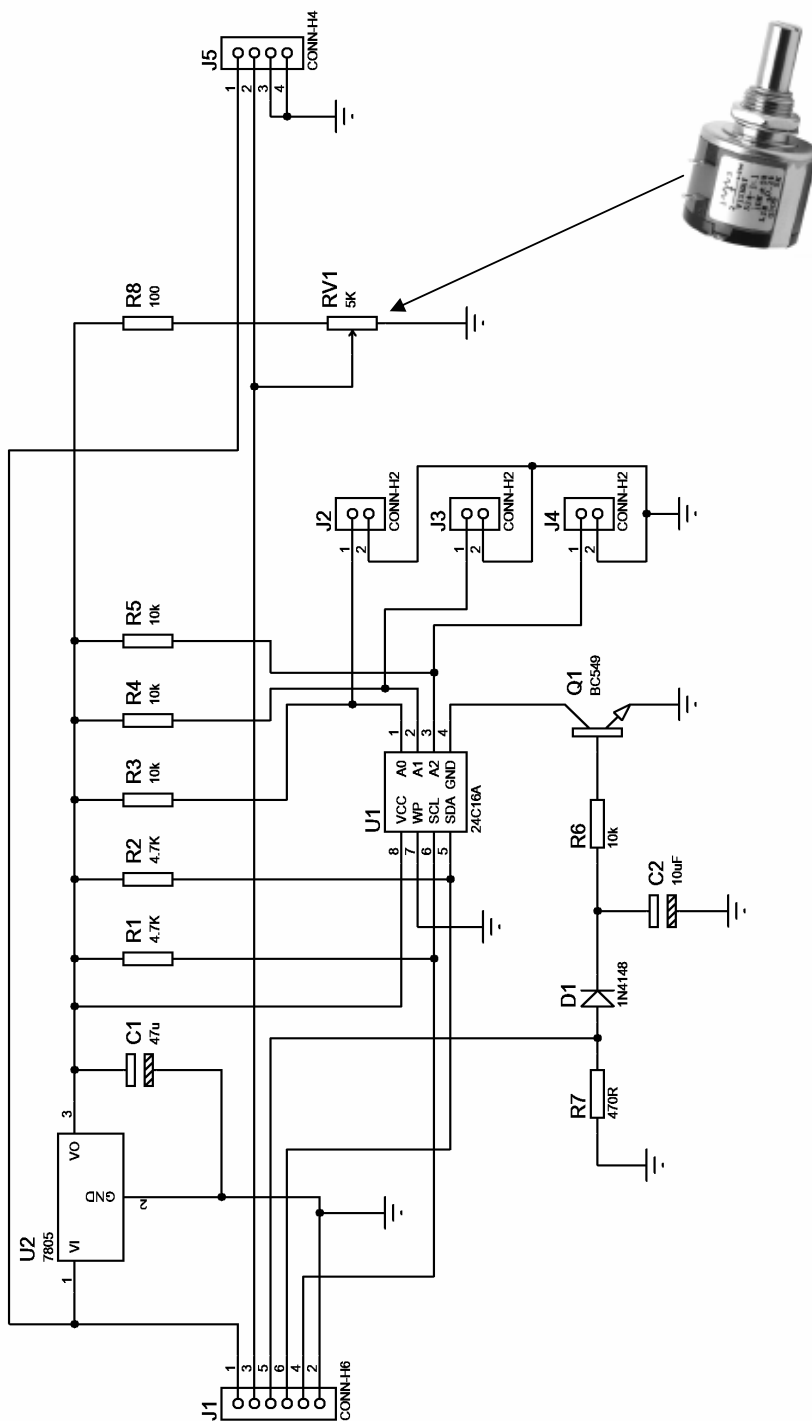 J5
CONN-H4
1
2
3
4
R8
100
RV1
5K
J2
CONN-H2
1
2
J3
CONN-H2
1
2
J4
CONN-H2
1
2
R5
10k
R4
10k
R3
10k
R2
4.7K
R1
4.7K
U1
24C16A
VCC
WP
SCL
SDA
A0
A1
A2
GND
8
7
6
5
1
2
3
4
Q1
BC549
R6
10k
C2
10uF
D1
1N4148
R7
470R
C1
47u
U2
7805
VI
VO
GND
1
3
2
J1
CONN-H6
1
3
5
6
4
2